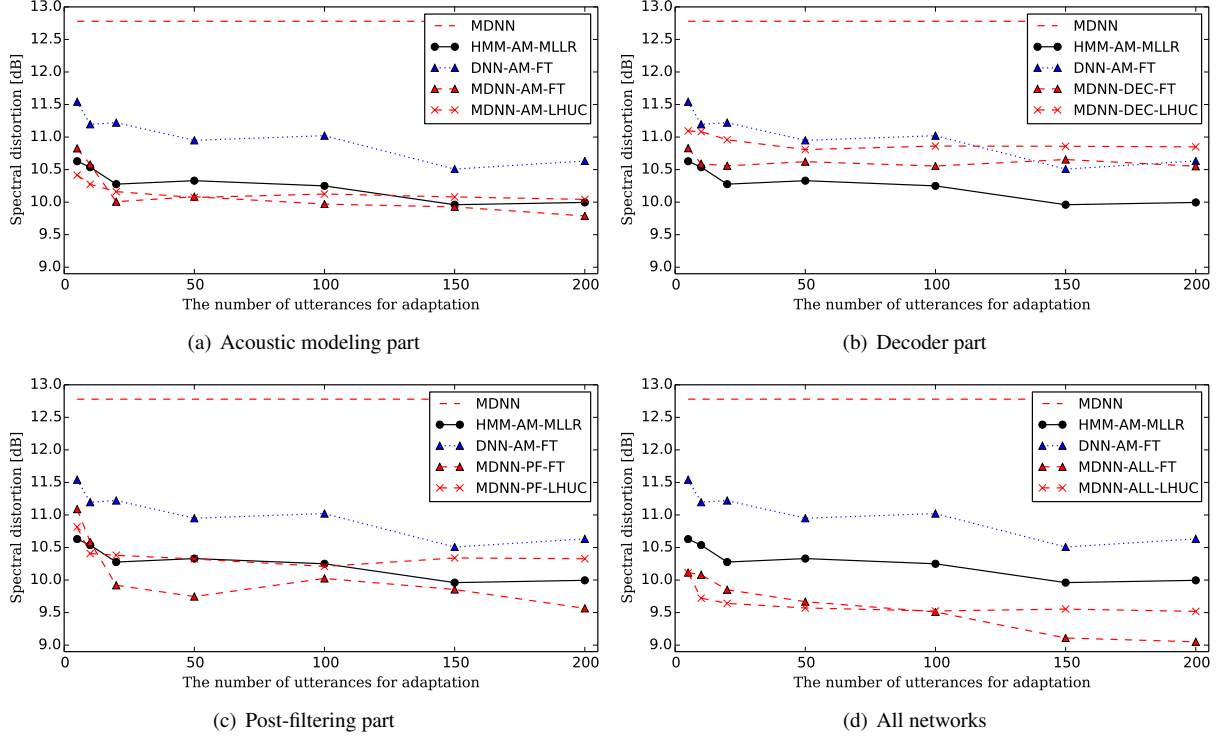 13.0
12.5
12.0
11.5
11.0
10.5
10.0
9.5
9.0
Spectral distortion [dB]
0 50 100 150 200
The number of utterances for adaptation
MDNN
HMM-AM-MLLR
DNN-AM-FT
MDNN-AM-FT
MDNN-AM-LHUC
(a) Acoustic modeling part
13.0
12.5
12.0
11.5
11.0
10.5
10.0
9.5
9.0
Spectral distortion [dB]
0 50 100 150 200
The number of utterances for adaptation
MDNN
HMM-AM-MLLR
DNN-AM-FT
MDNN-DEC-FT
MDNN-DEC-LHUC
(b) Decoder part
13.0
12.5
12.0
11.5
11.0
10.5
10.0
9.5
9.0
Spectral distortion [dB]
0 50 100 150 200
The number of utterances for adaptation
MDNN
HMM-AM-MLLR
DNN-AM-FT
MDNN-PF-FT
MDNN-PF-LHUC
(c) Post-filtering part
13.0
12.5
12.0
11.5
11.0
10.5
10.0
9.5
9.0
Spectral distortion [dB]
0 50 100 150 200
The number of utterances for adaptation
MDNN
HMM-AM-MLLR
DNN-AM-FT
MDNN-ALL-FT
MDNN-ALL-LHUC
(d) All networks